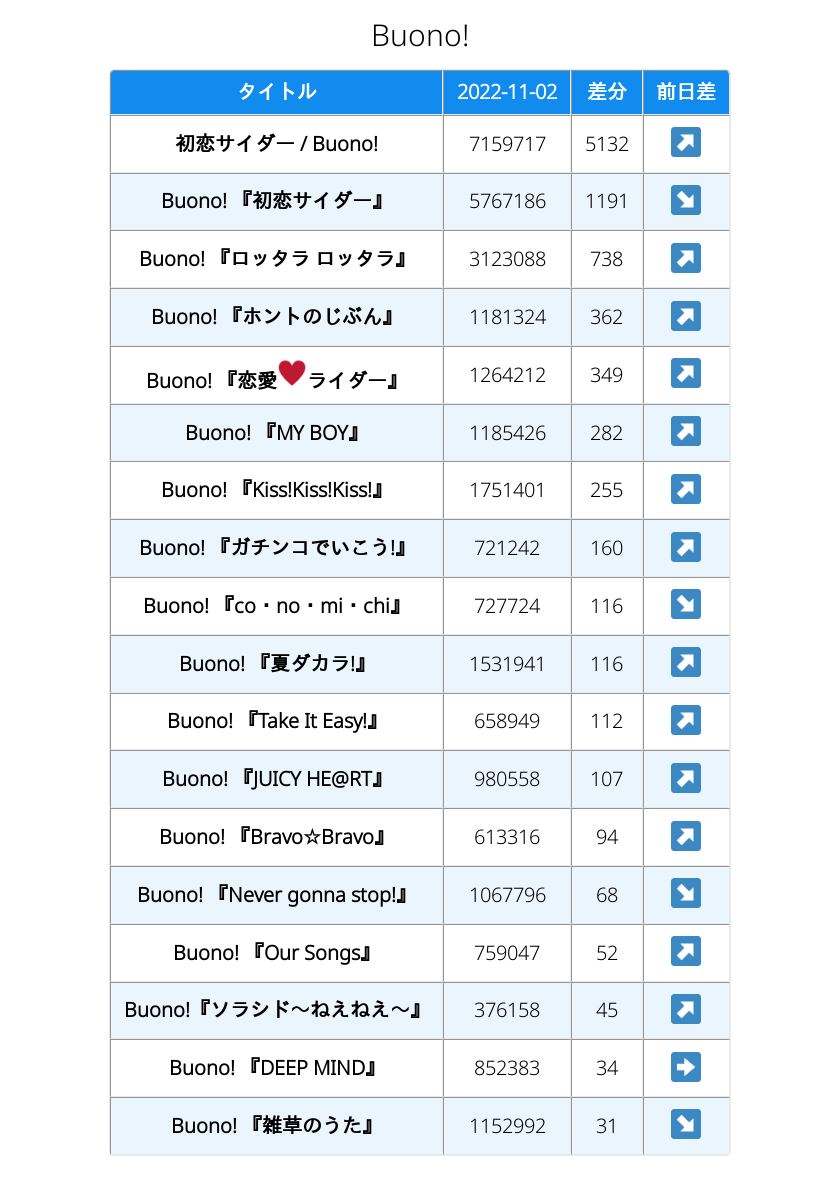 Buono!
タイトル 2022-11-02 差分 前日差
初恋サイダー / Buono! 7159717 5132 ↗
Buono! 『初恋サイダー』 5767186 1191 ↘
Buono! 『ロッタラ ロッタラ』 3123088 738 ↗
Buono! 『ホントのじぶん』 1181324 362 ↗
Buono! 『恋愛♥ライダー』 1264212 349 ↗
Buono! 『MY BOY』 1185426 282 ↗
Buono! 『Kiss!Kiss!Kiss!』 1751401 255 ↗
Buono! 『ガチンコでいこう!』 721242 160 ↗
Buono! 『co・no・mi・chi』 727724 116 ↘
Buono! 『夏ダカラ!』 1531941 116 ↗
Buono! 『Take It Easy!』 658949 112 ↗
Buono! 『JUICY HE@RT』 980558 107 ↗
Buono! 『Bravo☆Bravo』 613316 94 ↗
Buono! 『Never gonna stop!』 1067796 68 ↘
Buono! 『Our Songs』 759047 52 ↗
Buono!『ソラシド〜ねえねえ〜』 376158 45 ↗
Buono! 『DEEP MIND』 852383 34 →
Buono! 『雑草のうた』 1152992 31 ↘